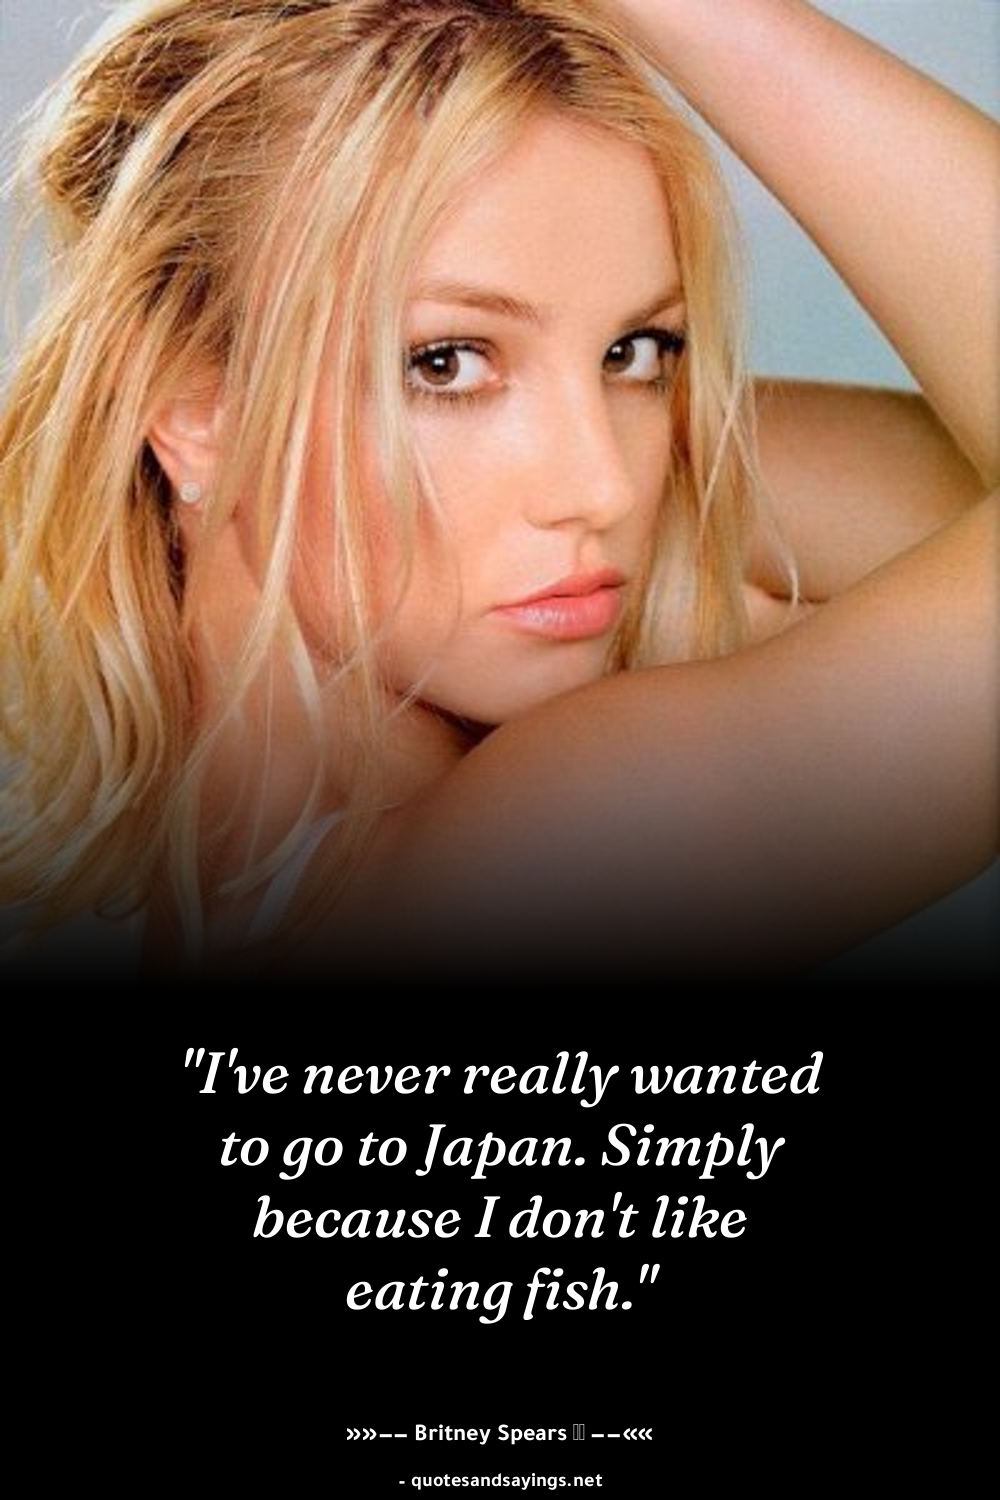 "I've never really wanted
to go to Japan. Simply
because I don't like
eating fish."
»»–– Britney Spears ––««
- quotesandsayings.net